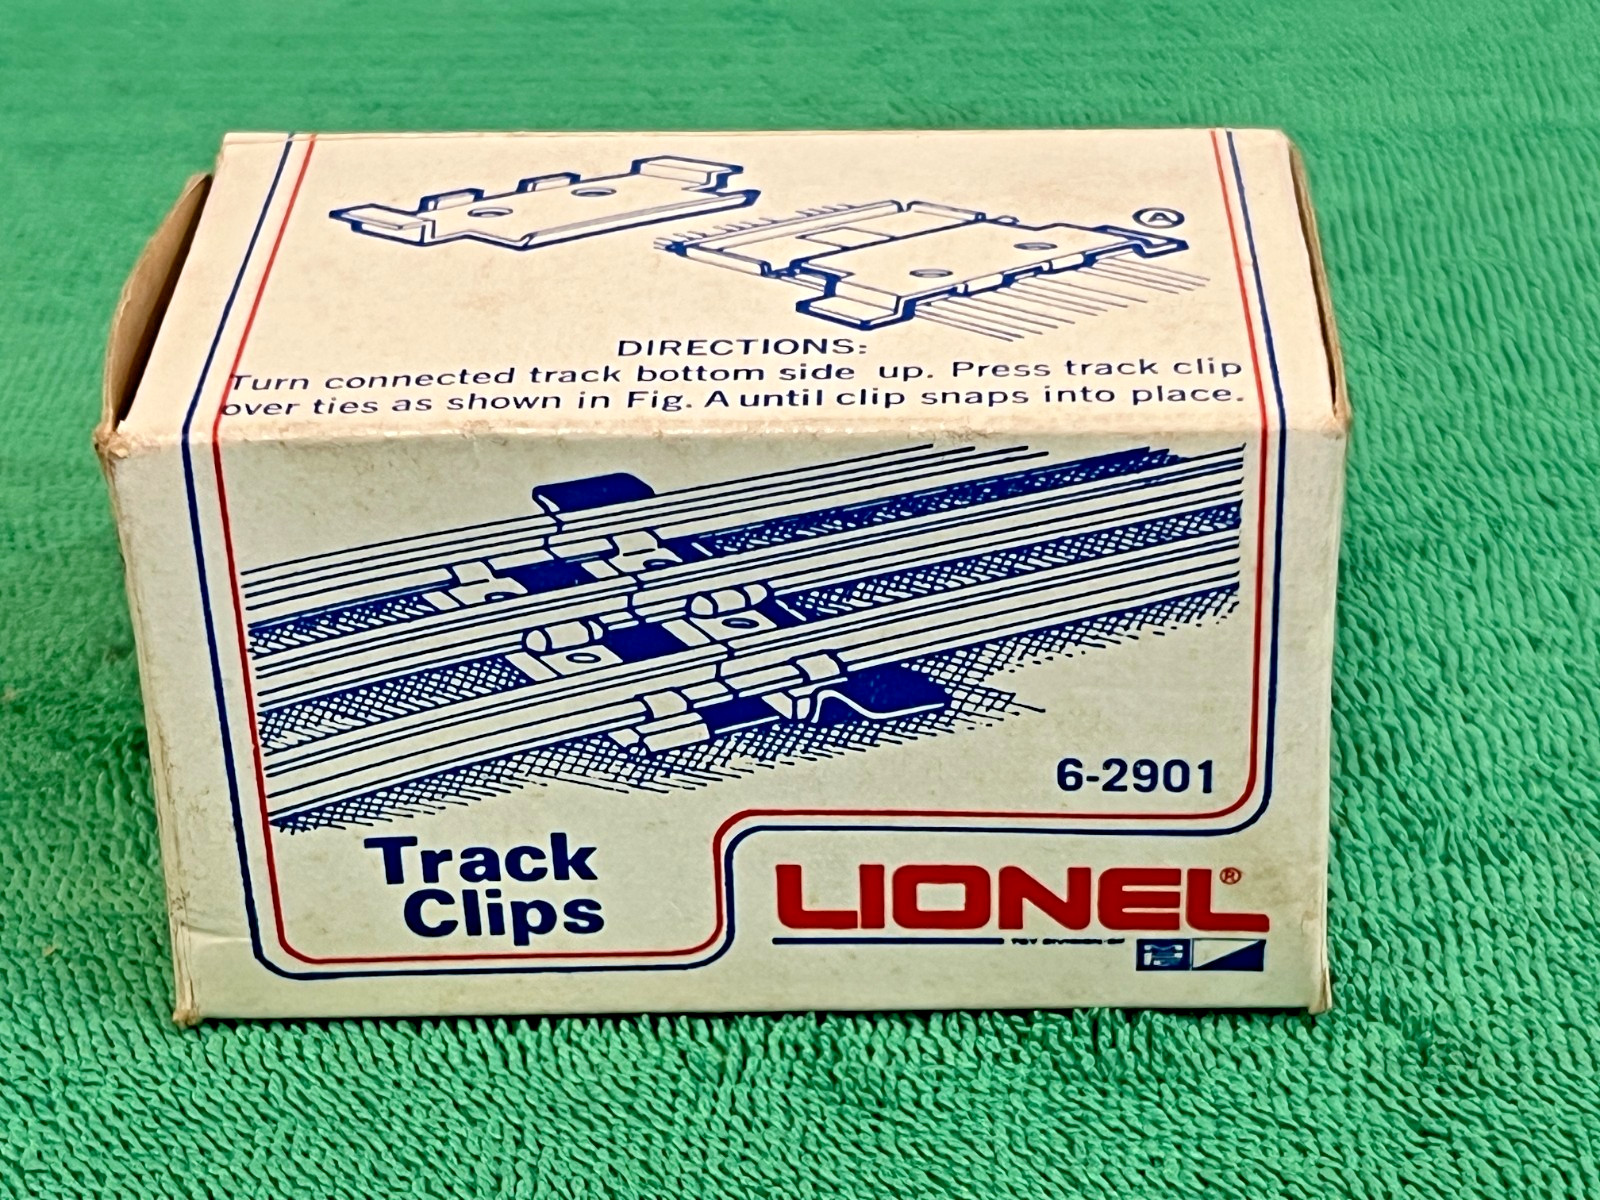 A
DIRECTIONS:
Turn connected track bottom side up. Press track clip
over ties as shown in Fig. A until clip snaps into place.
6-2901
Track
Clips
LIONEL®